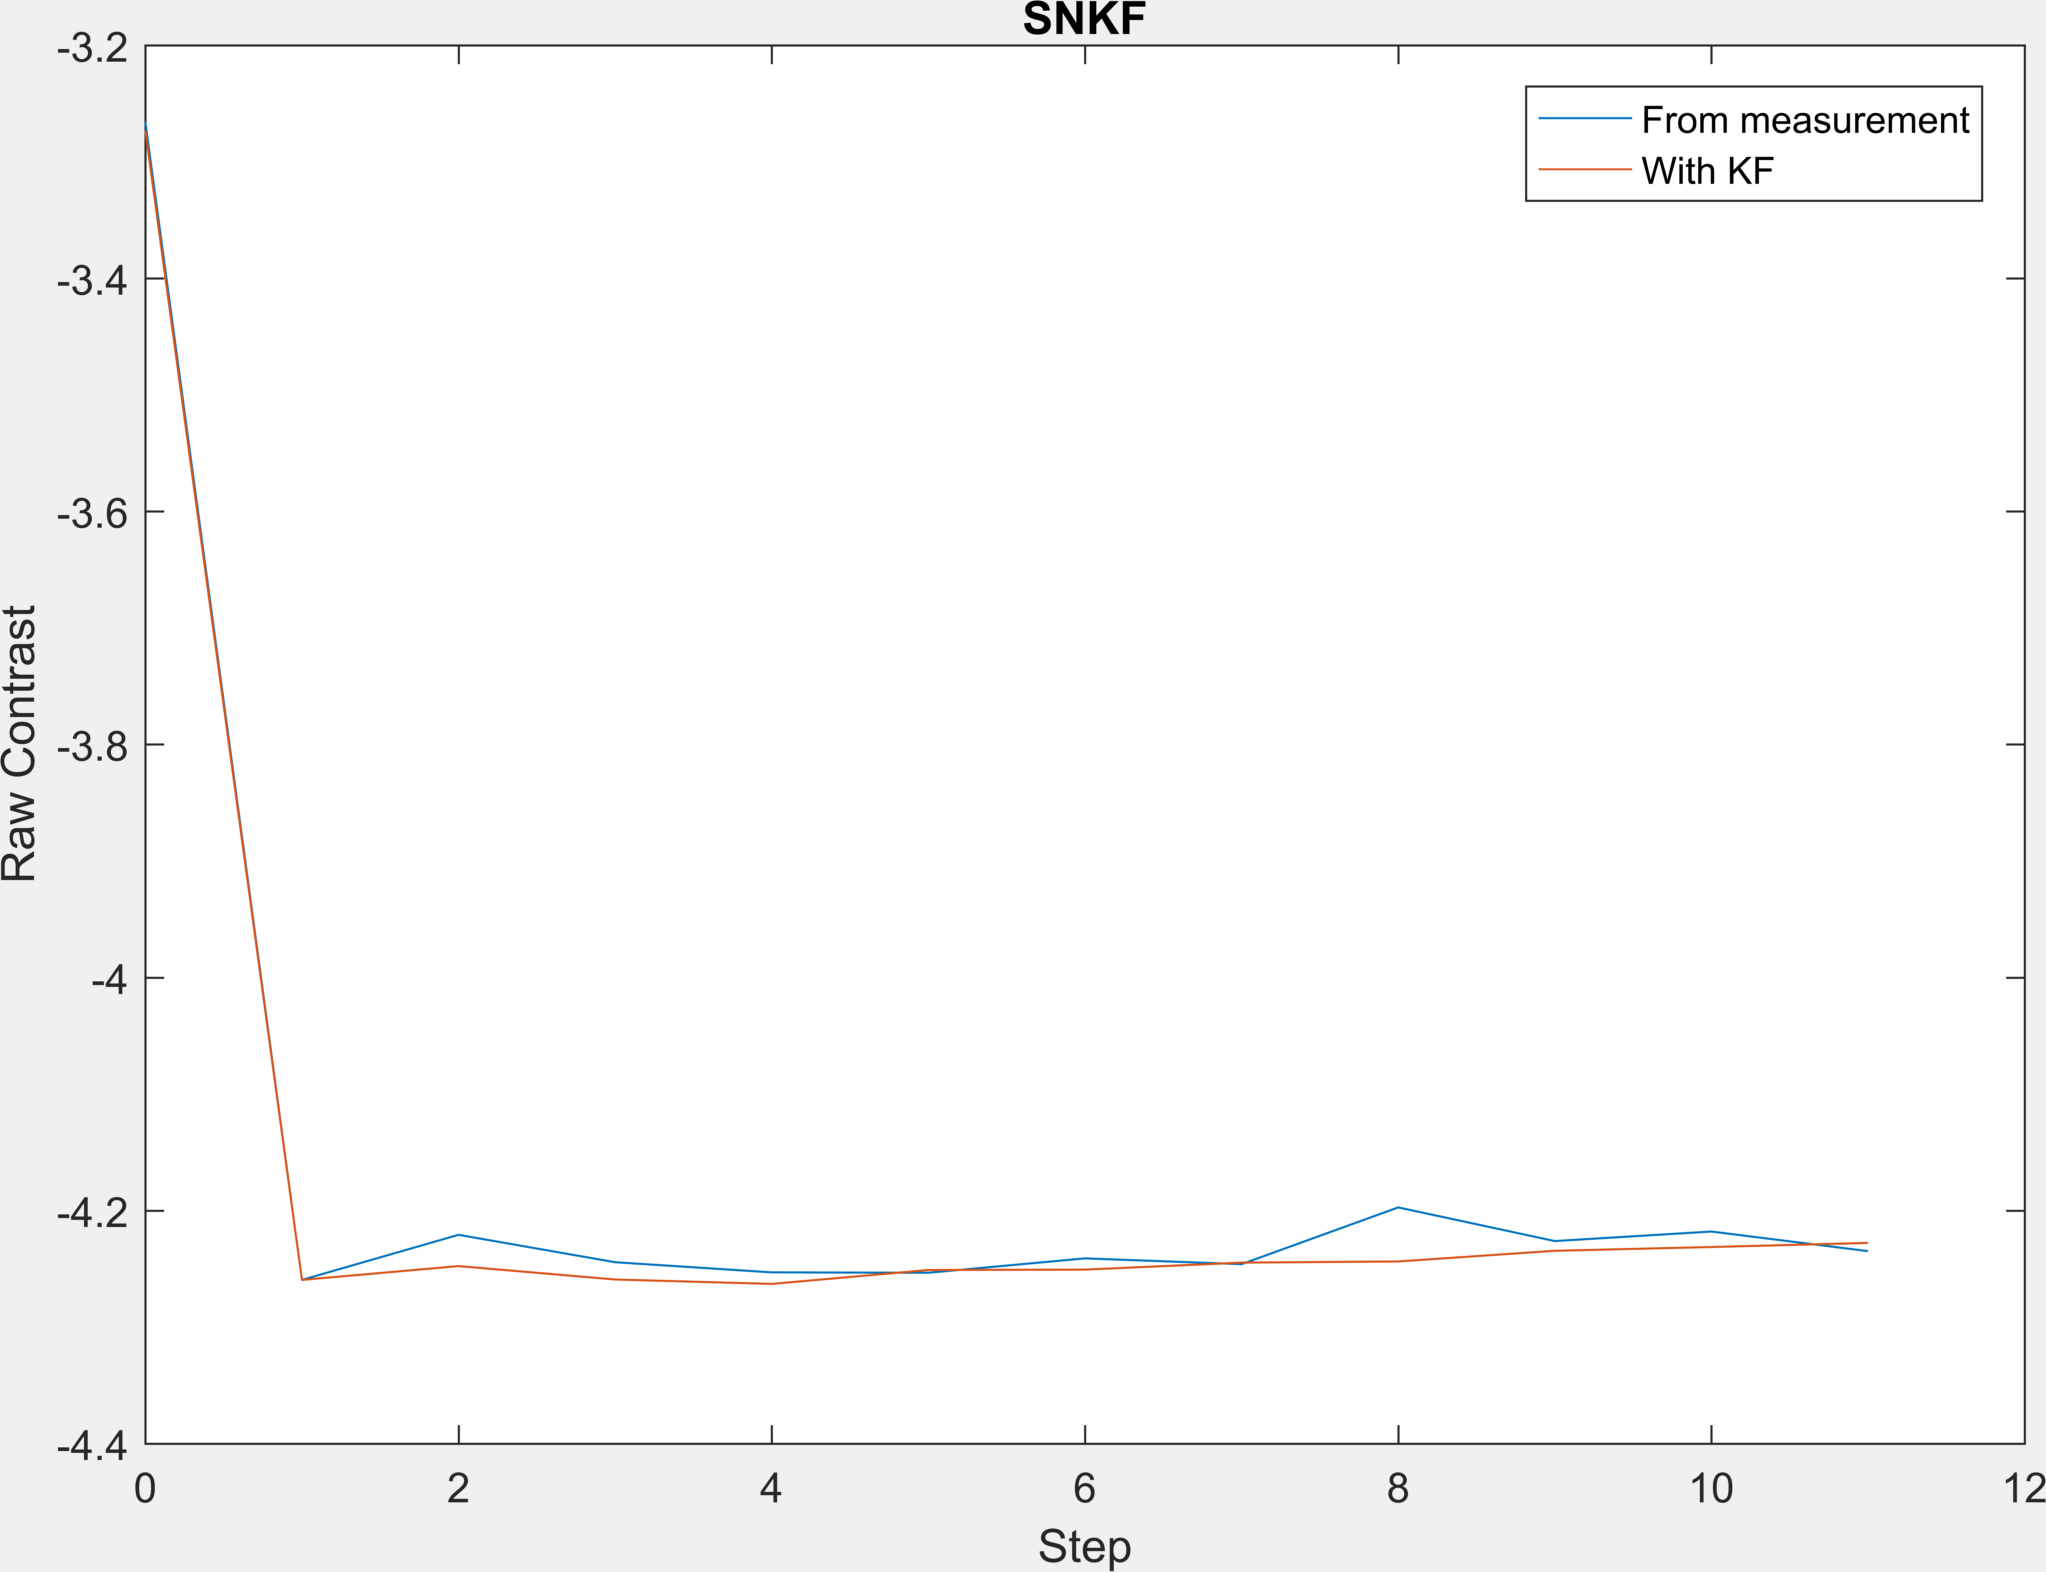 SNKF
-3.2
-3.4
-3.6
-3.8
-4
-4.2
-4.4
Raw Contrast
From measurement
With KF
0 2 4 6 8 10 12
Step